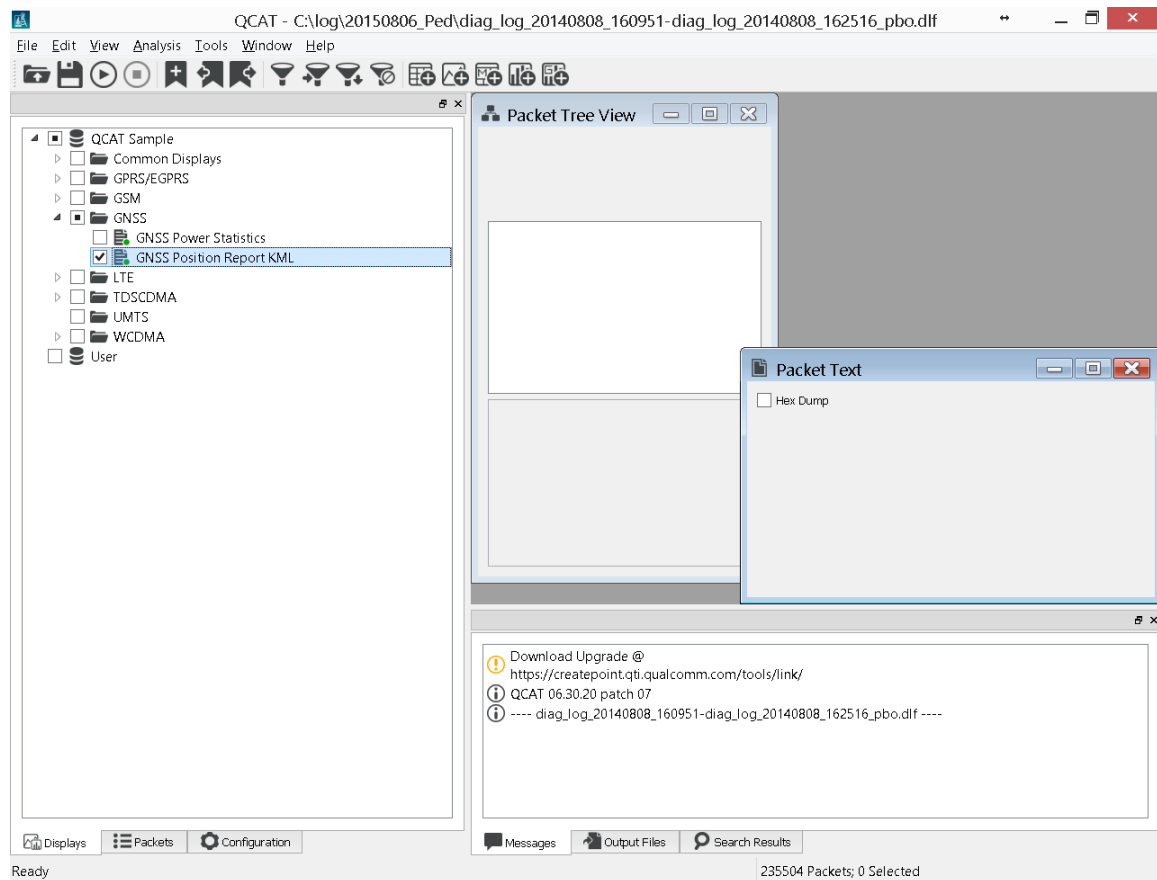 QCAT - C:\log\20150806_Ped\diag_log_20140808_160951-diag_log_20140808_162516_pbo.dlf
File Edit View Analysis Tools Window Help
QCAT Sample
Common Displays
GPRS/EGPRS
GSM
GNSS
GNSS Power Statistics
GNSS Position Report KML
LTE
TDSCDMA
UMTS
WCDMA
User
Displays Packets Configuration
Packet Tree View
Packet Text
Hex Dump
Download Upgrade @
https://createpoint.qti.qualcomm.com/tools/link/
QCAT 06.30.20 patch 07
---- diag_log_20140808_160951-diag_log_20140808_162516_pbo.dlf ----
Messages Output Files Search Results
Ready
235504 Packets; 0 Selected